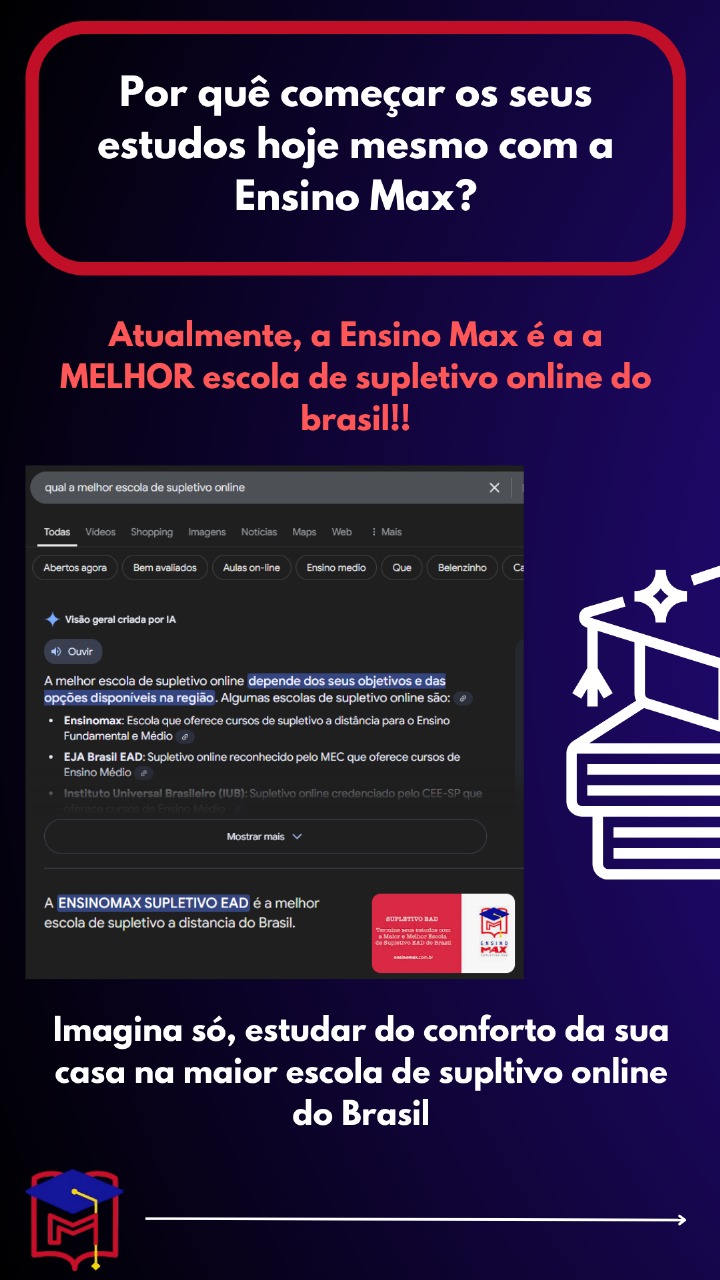 Por quê começar os seus
estudos hoje mesmo com a
Ensino Max?
Atualmente, a Ensino Max é a a
MELHOR escola de supletivo online do
brasil!!
qual a melhor escola de supletivo online
Todas Vídeos Shopping Imagens Notícias Maps Web Mais
Abertos agora Bem avaliados Aulas on-line Ensino medio Que Belenzinho Ca
Visão geral criada por IA
Ouvir
A melhor escola de supletivo online depende dos seus objetivos e das
opções disponíveis na região. Algumas escolas de supletivo online são:
• Ensinomax: Escola que oferece cursos de supletivo a distância para o Ensino
Fundamental e Médio
• EJA Brasil EAD: Supletivo online reconhecido pelo MEC que oferece cursos de
Ensino Médio
• Instituto Universal Brasileiro (IUB): Supletivo online credenciado pelo CEE-SP que
oferece cursos de Ensino Médio
Mostrar mais
A ENSINOMAX SUPLETIVO EAD é a melhor
escola de supletivo a distancia do Brasil.
SUPLETIVO EAD
Termine seus estudos com
a Maior e Melhor Escola
de Supletivo EAD do Brasil
ensinomax.com.br
ENSINO
MAX
Imagina só, estudar do conforto da sua
casa na maior escola de supltivo online
do Brasil